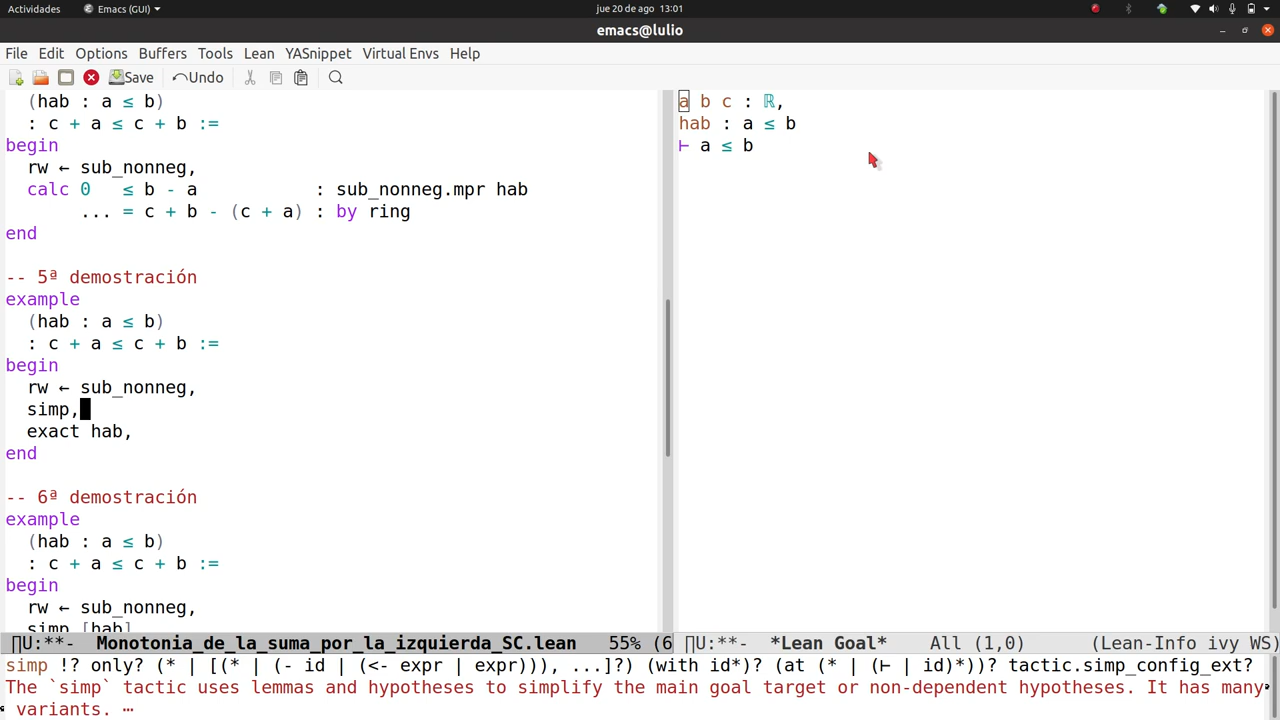 Actividades Emacs (GUI) jue 20 de ago 13:01
emacs@lulio
File Edit Options Buffers Tools Lean YASnippet Virtual Envs Help
Save Undo
(hab : a ≤ b)
: c + a ≤ c + b :=
begin
rw ← sub_nonneg,
calc 0 ≤ b - a : sub_nonneg.mpr hab
... = c + b - (c + a) : by ring
end
-- 5ª demostración
example
(hab : a ≤ b)
: c + a ≤ c + b :=
begin
rw ← sub_nonneg,
simp,
exact hab,
end
-- 6ª demostración
example
(hab : a ≤ b)
: c + a ≤ c + b :=
begin
rw ← sub_nonneg,
simp [hab]
a b c : ℝ,
hab : a ≤ b
⊢ a ≤ b
U:**- Monotonia_de_la_suma_por_la_izquierda_SC.lean 55% (6
U:**- *Lean Goal* All (1,0) (Lean-Info ivy WS)
simp !? only? (* | [(* | (- id | (<- expr | expr))), ...]?) (with id*)? (at (* | (⊢ | id)*))? tactic.simp_config_ext?
The `simp` tactic uses lemmas and hypotheses to simplify the main goal target or non-dependent hypotheses. It has many
variants. ⋯